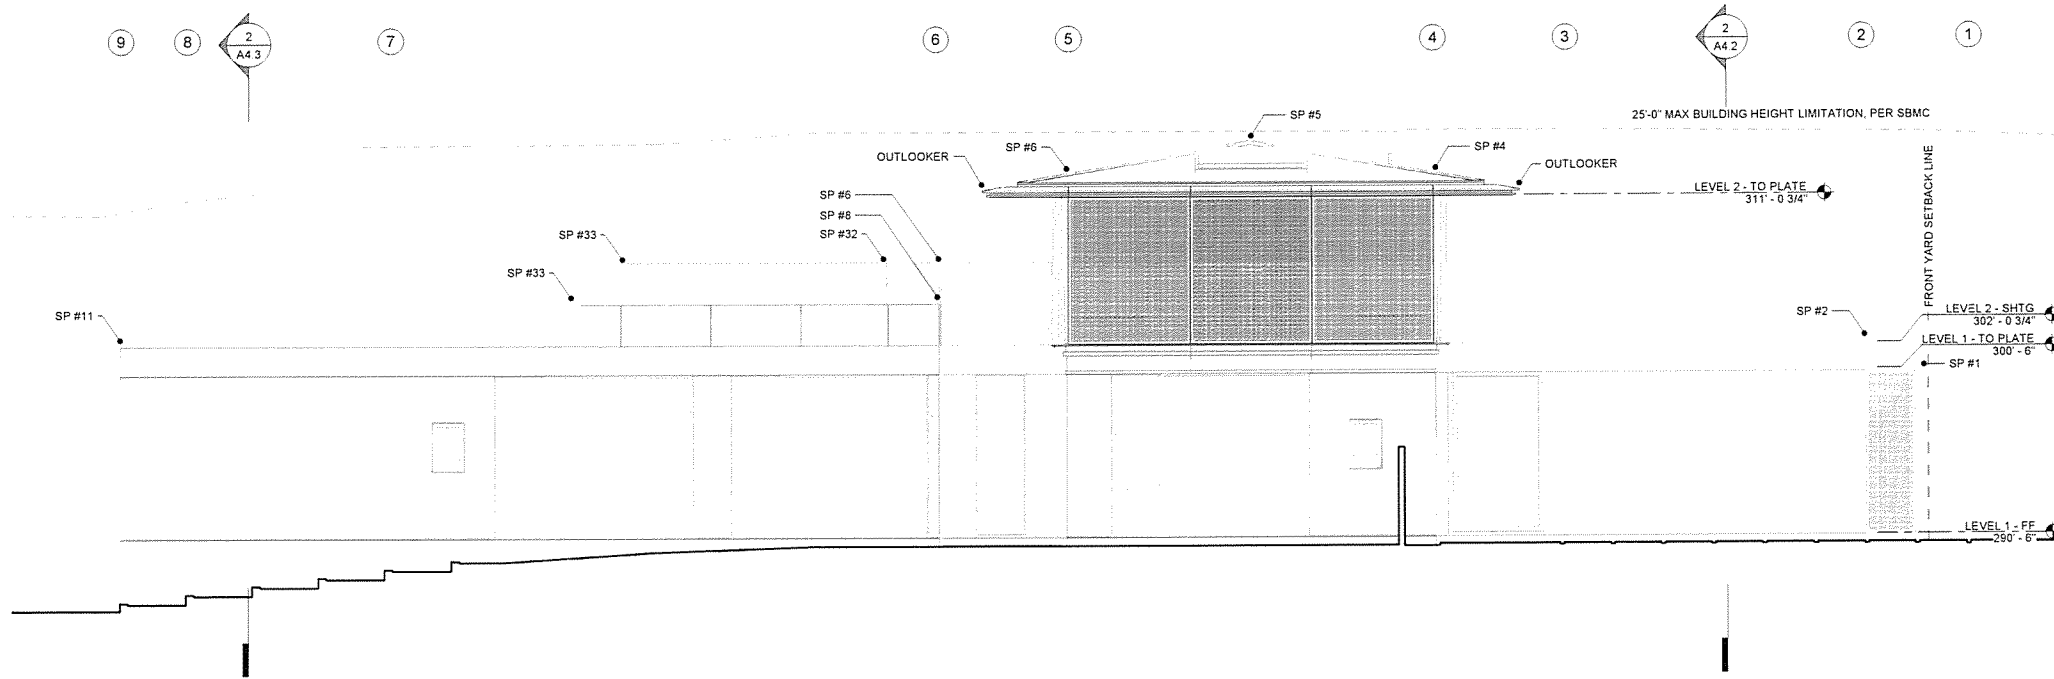 9
8
2
A4.3
7
6
5
4
3
2
A4.2
2
1
SP #5
25'-0" MAX BUILDING HEIGHT LIMITATION, PER SBMC
OUTLOOKER
SP #6
SP #4
OUTLOOKER
FRONT YARD SETBACK LINE
LEVEL 2 - TO PLATE
311' - 0 3/4"
SP #6
SP #8
SP #32
SP #33
SP #33
SP #11
SP #2
LEVEL 2 - SHTG
302' - 0 3/4"
LEVEL 1 - TO PLATE
300' - 6"
SP #1
LEVEL 1 - FF
290' - 6"